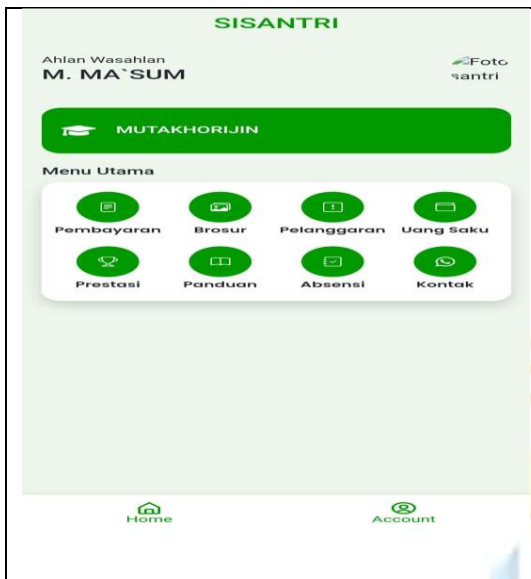 SISANTRI
Ahlan Wasahlan
M. MA`SUM
Foto
santri
MUTAKHORIJIN
Menu Utama
Pembayaran Brosur Pelanggaran Uang Saku
Prestasi Panduan Absensi Kontak
Home Account